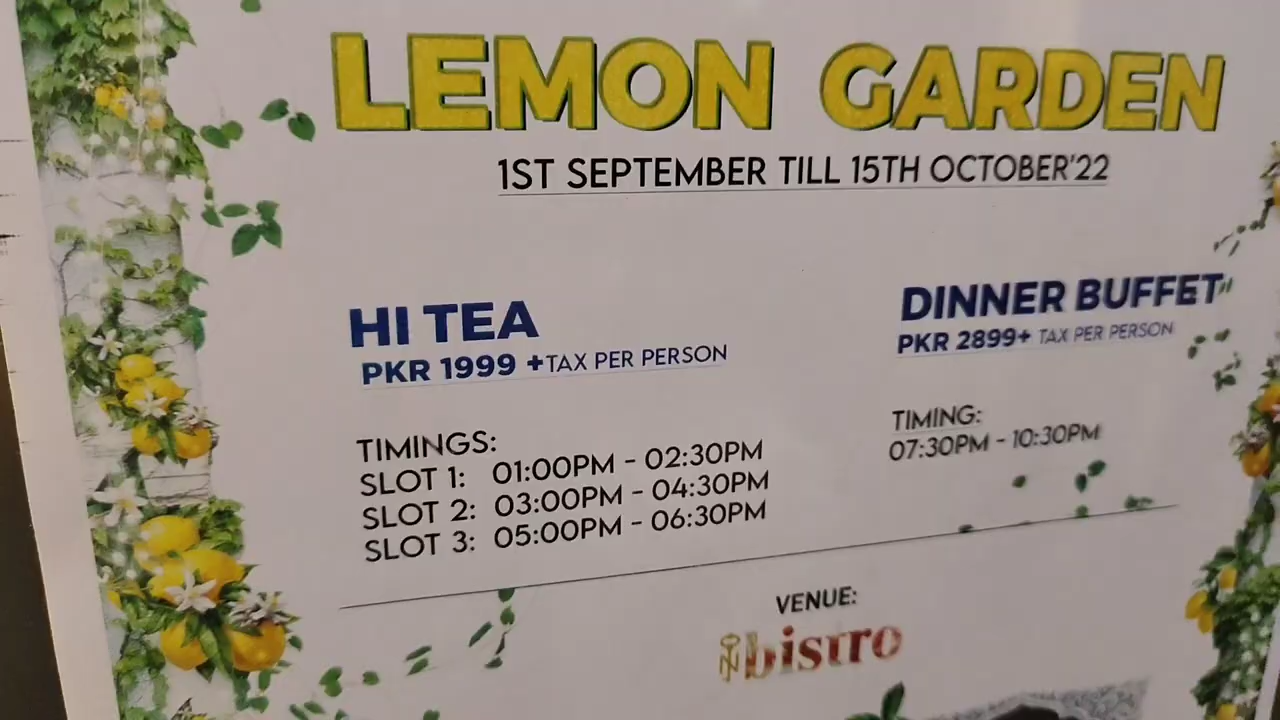 LEMON GARDEN
1ST SEPTEMBER TILL 15TH OCTOBER'22
HI TEA
PKR 1999 +TAX PER PERSON
TIMINGS:
SLOT 1: 01:00PM - 02:30PM
SLOT 2: 03:00PM - 04:30PM
SLOT 3: 05:00PM - 06:30PM
DINNER BUFFET
PKR 2899+ TAX PER PERSON
TIMING:
07:30PM - 10:30PM
VENUE:
bistro